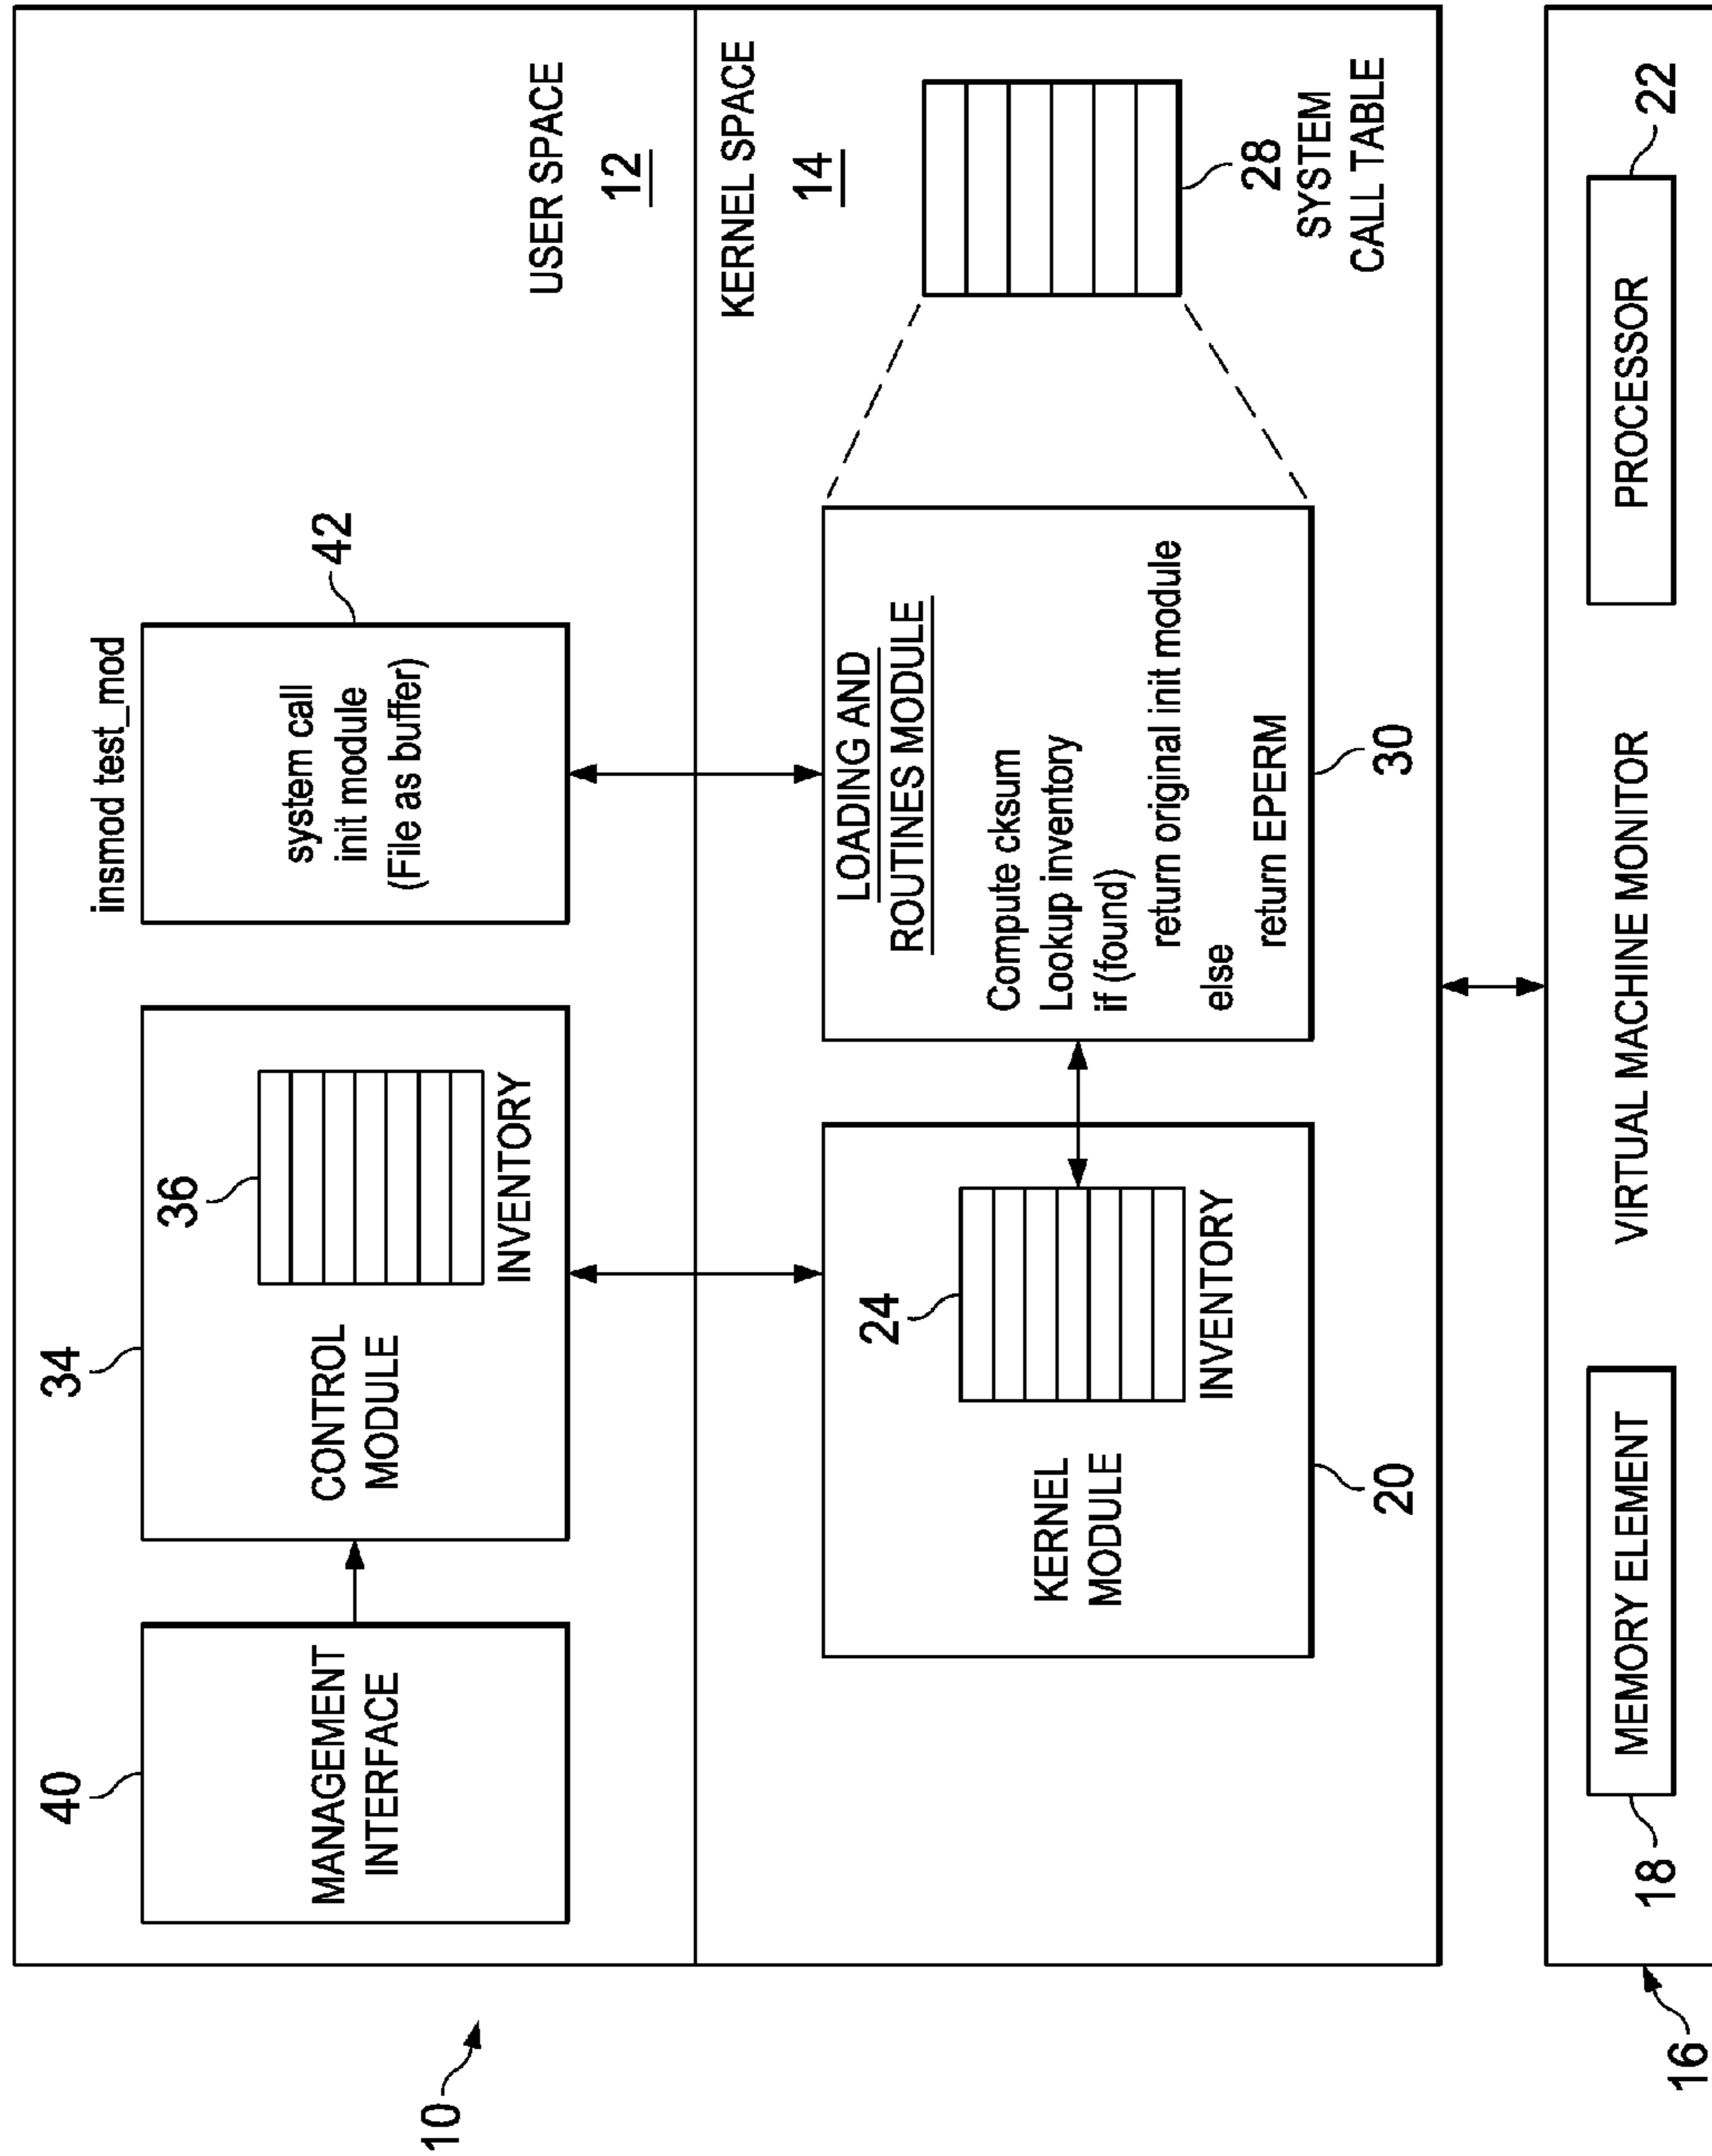 10
40
MANAGEMENT
INTERFACE
34
CONTROL
MODULE
36
INVENTORY
insmod test_mod
system call
init module
(File as buffer)
42
USER SPACE
12
KERNEL SPACE
14
KERNEL
MODULE
24
INVENTORY
20
LOADING AND
ROUTINES MODULE
Compute cksum
Lookup inventory
if (found)
return original init module
else
return EPERM
30
28
SYSTEM
CALL TABLE
16
18
MEMORY ELEMENT
VIRTUAL MACHINE MONITOR
PROCESSOR
22